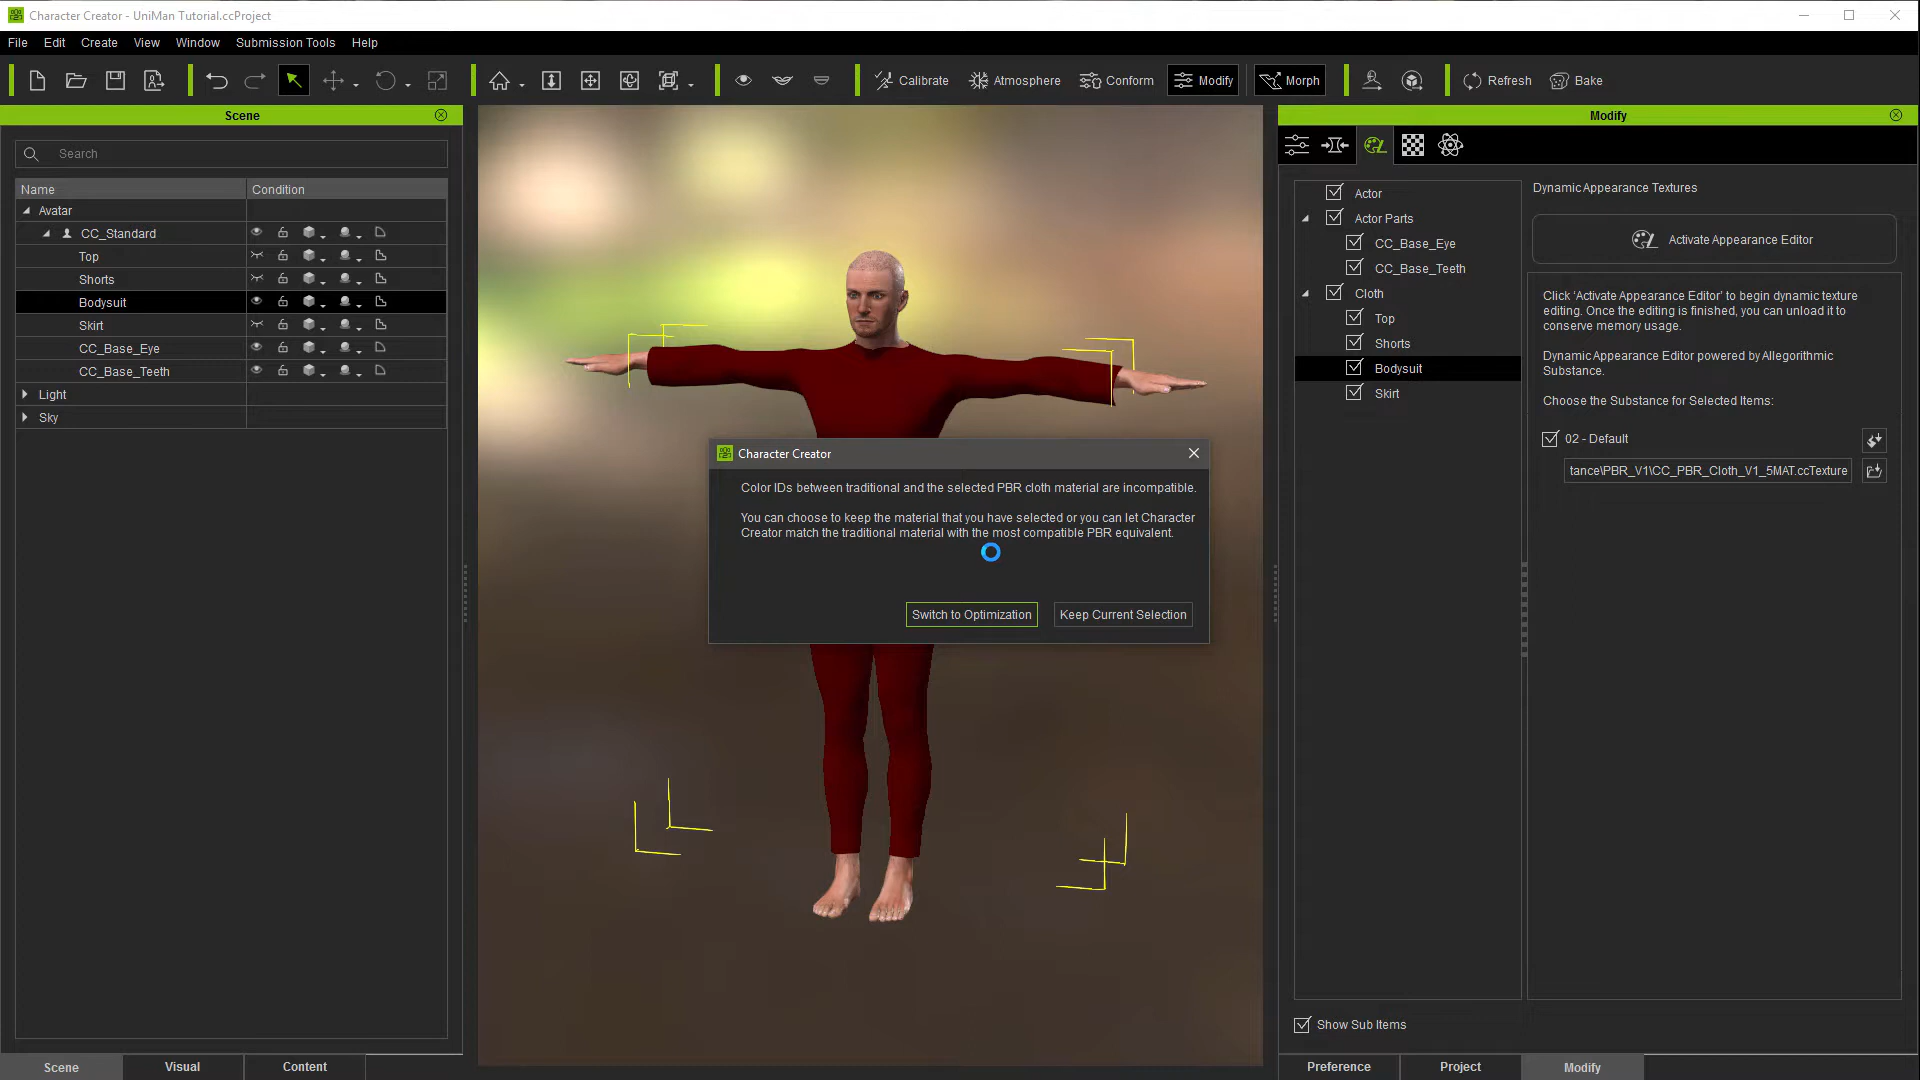 Character Creator - UniMan Tutorial.ccProject
File Edit Create View Window Submission Tools Help
Calibrate Atmosphere Conform Modify Morph Refresh Bake
Scene
Search
Name Condition
Avatar
CC_Standard
Top
Shorts
Bodysuit
Skirt
CC_Base_Eye
CC_Base_Teeth
Light
Sky
Scene Visual Content
Character Creator
Color IDs between traditional and the selected PBR cloth material are incompatible.
You can choose to keep the material that you have selected or you can let Character
Creator match the traditional material with the most compatible PBR equivalent.
Switch to Optimization Keep Current Selection
Modify
Actor
Actor Parts
CC_Base_Eye
CC_Base_Teeth
Cloth
Top
Shorts
Bodysuit
Skirt
Show Sub Items
Dynamic Appearance Textures
Activate Appearance Editor
Click 'Activate Appearance Editor' to begin dynamic texture
editing. Once the editing is finished, you can unload it to
conserve memory usage.
Dynamic Appearance Editor powered by Allegorithmic
Substance.
Choose the Substance for Selected Items:
02 - Default
tance\PBR_V1\CC_PBR_Cloth_V1_5MAT.ccTexture
Preference Project Modify